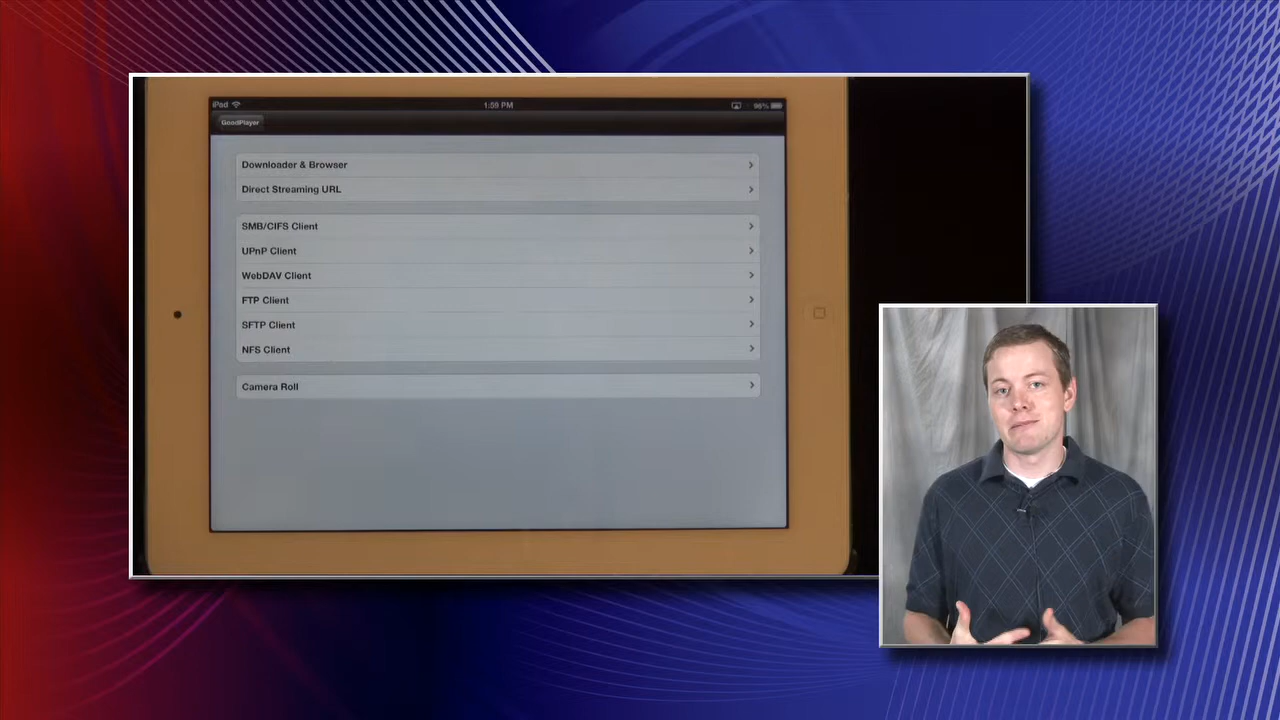 iPad
1:59 PM
96%
GoodPlayer
Downloader & Browser
Direct Streaming URL
SMB/CIFS Client
UPnP Client
WebDAV Client
FTP Client
SFTP Client
NFS Client
Camera Roll